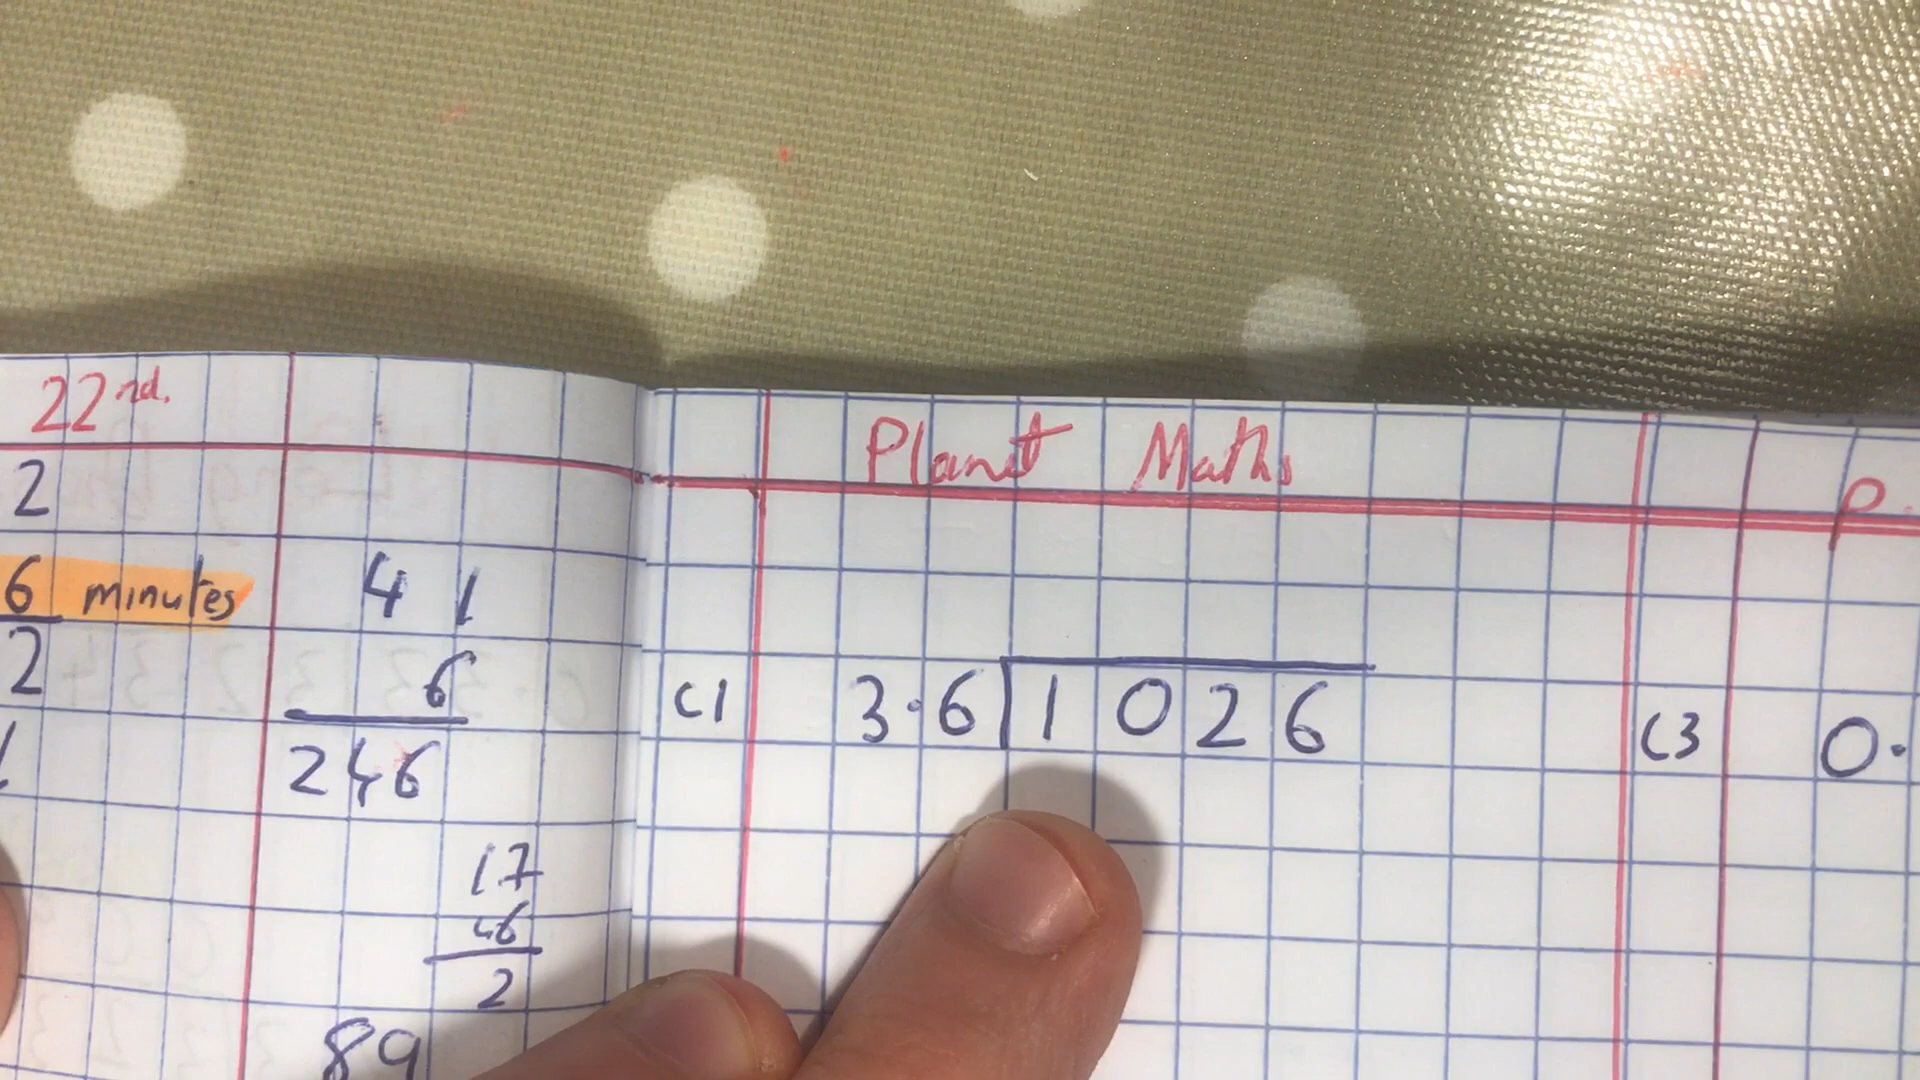 22nd.
2
6 minutes
2
41
6
246
17
46
2
89
Planet Maths
C1 3.6 1026
C3 0.